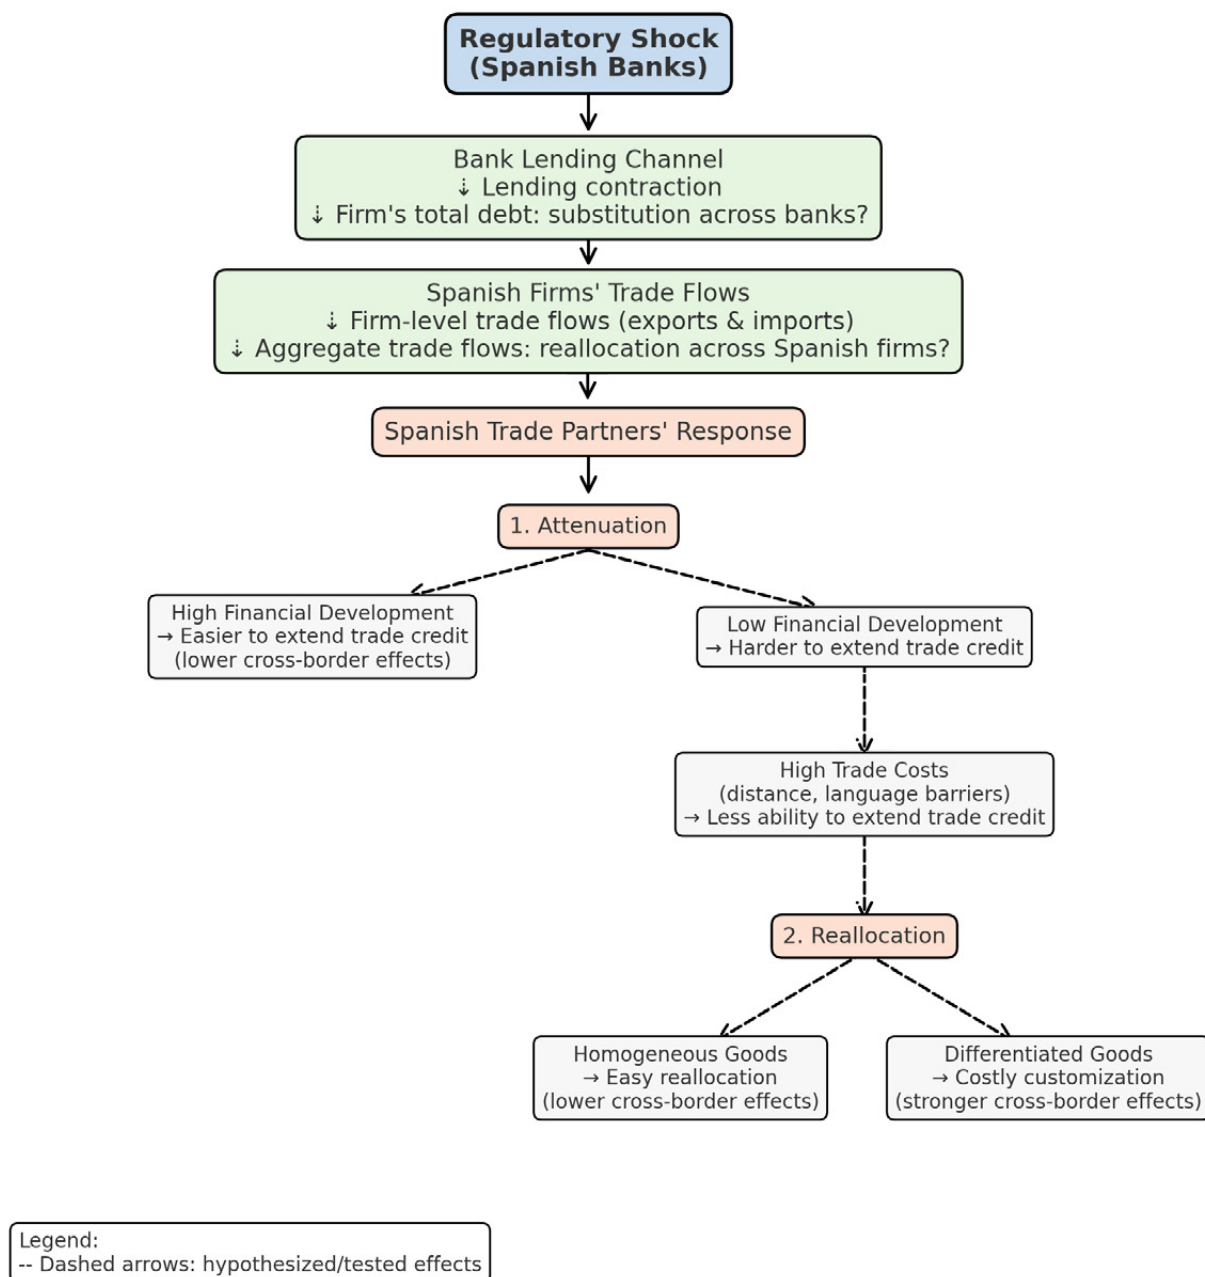 Regulatory Shock
(Spanish Banks)
Bank Lending Channel
⇣ Lending contraction
⇣ Firm's total debt: substitution across banks?
Spanish Firms' Trade Flows
⇣ Firm-level trade flows (exports & imports)
⇣ Aggregate trade flows: reallocation across Spanish firms?
Spanish Trade Partners' Response
1. Attenuation
High Financial Development
→ Easier to extend trade credit
(lower cross-border effects)
Low Financial Development
→ Harder to extend trade credit
High Trade Costs
(distance, language barriers)
→ Less ability to extend trade credit
2. Reallocation
Homogeneous Goods
→ Easy reallocation
(lower cross-border effects)
Differentiated Goods
→ Costly customization
(stronger cross-border effects)
Legend:
-- Dashed arrows: hypothesized/tested effects